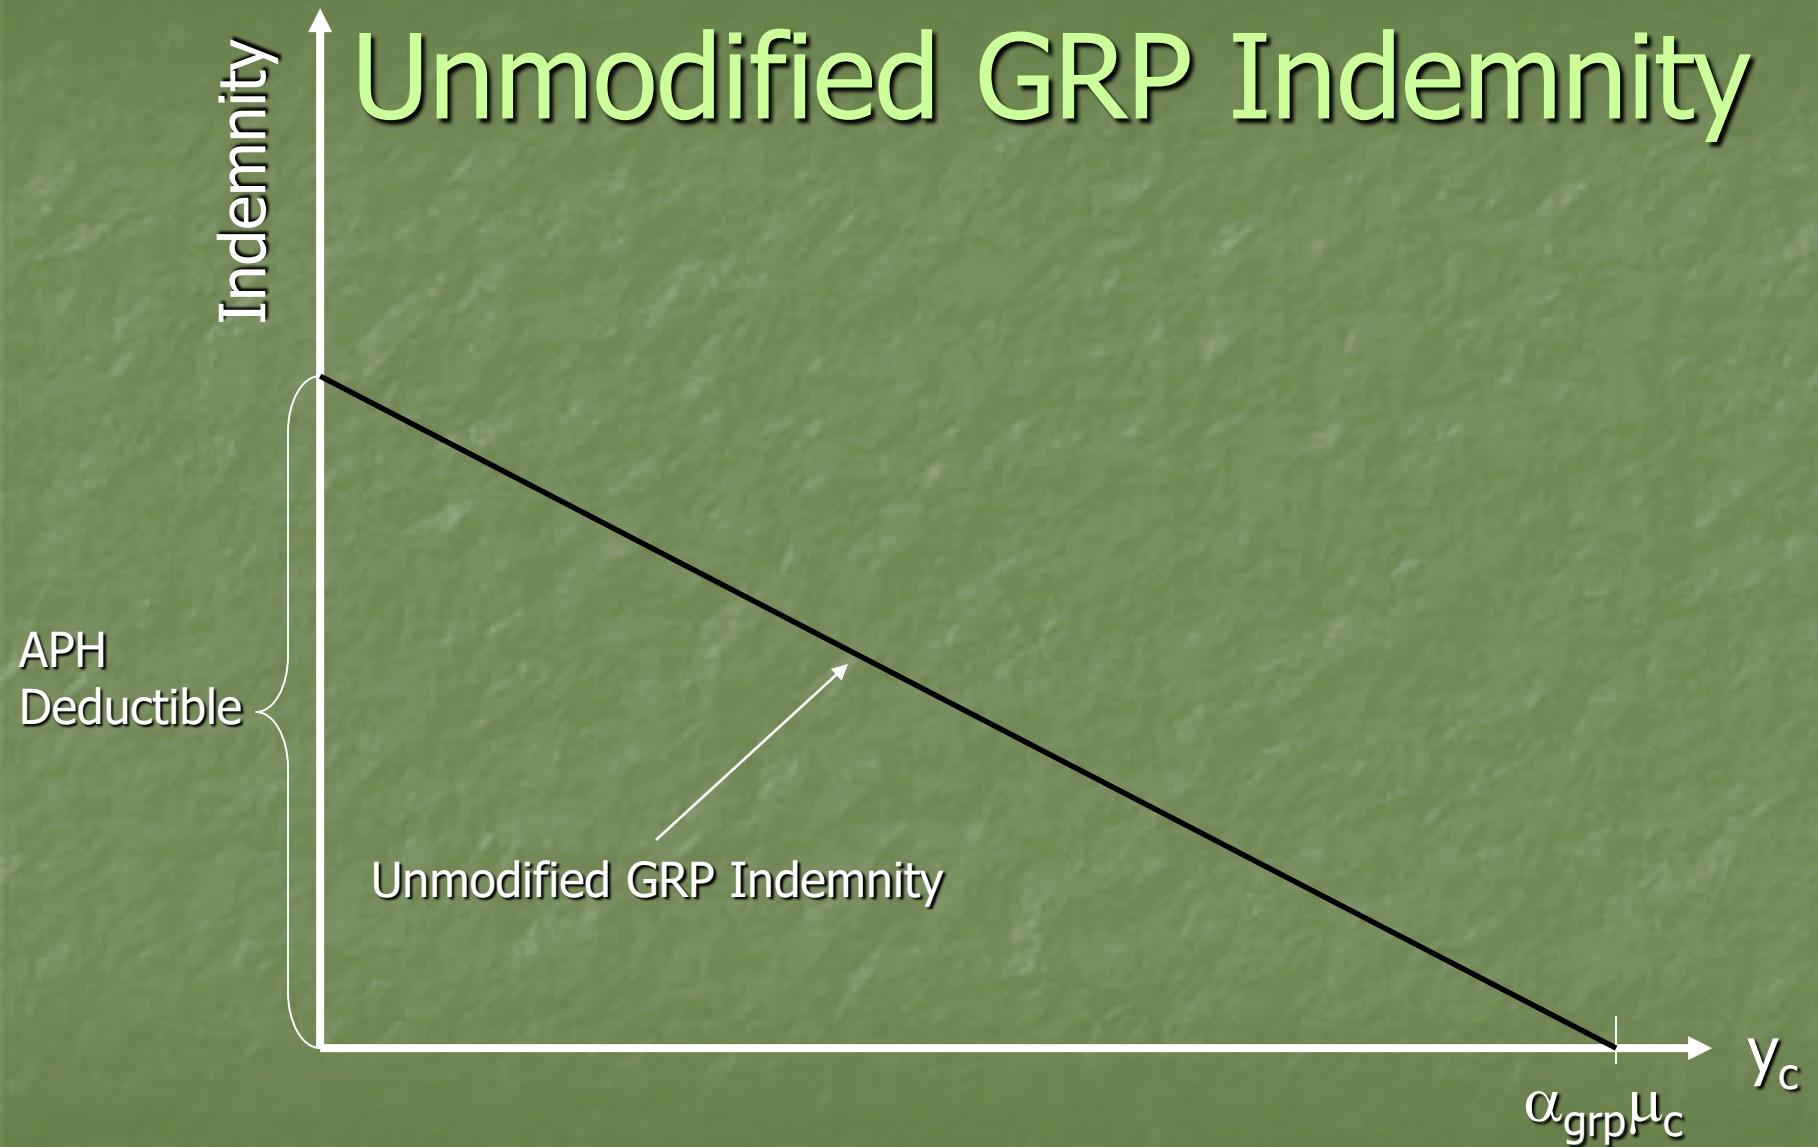 Unmodified GRP Indemnity
Indemnity
APH
Deductible
Unmodified GRP Indemnity
y_c
α_grp μ_c